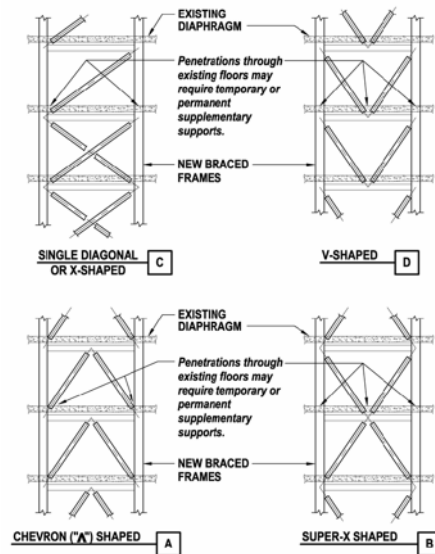 EXISTING
DIAPHRAGM
Penetrations through
existing floors may
require temporary or
permanent
supplementary
supports.
NEW BRACED
FRAMES
SINGLE DIAGONAL
OR X-SHAPED
C
V-SHAPED
D
EXISTING
DIAPHRAGM
Penetrations through
existing floors may
require temporary or
permanent
supplementary
supports.
NEW BRACED
FRAMES
CHEVRON ("Λ") SHAPED
A
SUPER-X SHAPED
B